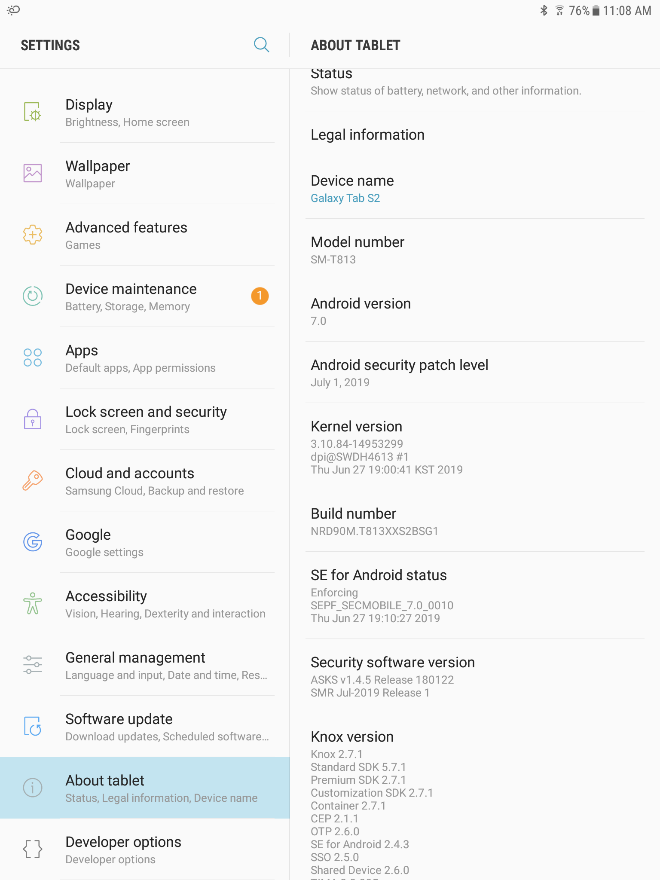 76% 11:08 AM
SETTINGS
Display
Brightness, Home screen
Wallpaper
Wallpaper
Advanced features
Games
Device maintenance
Battery, Storage, Memory
1
Apps
Default apps, App permissions
Lock screen and security
Lock screen, Fingerprints
Cloud and accounts
Samsung Cloud, Backup and restore
Google
Google settings
Accessibility
Vision, Hearing, Dexterity and interaction
General management
Language and input, Date and time, Res...
Software update
Download updates, Scheduled software...
About tablet
Status, Legal information, Device name
Developer options
Developer options
ABOUT TABLET
Status
Show status of battery, network, and other information.
Legal information
Device name
Galaxy Tab S2
Model number
SM-T813
Android version
7.0
Android security patch level
July 1, 2019
Kernel version
3.10.84-14953299
dpi@SWDH4613 #1
Thu Jun 27 19:00:41 KST 2019
Build number
NRD90M.T813XXS2BSG1
SE for Android status
Enforcing
SEPF_SECMOBILE_7.0_0010
Thu Jun 27 19:10:27 2019
Security software version
ASKS v1.4.5 Release 180122
SMR Jul-2019 Release 1
Knox version
Knox 2.7.1
Standard SDK 5.7.1
Premium SDK 2.7.1
Customization SDK 2.7.1
Container 2.7.1
CEP 2.1.1
OTP 2.6.0
SE for Android 2.4.3
SSO 2.5.0
Shared Device 2.6.0